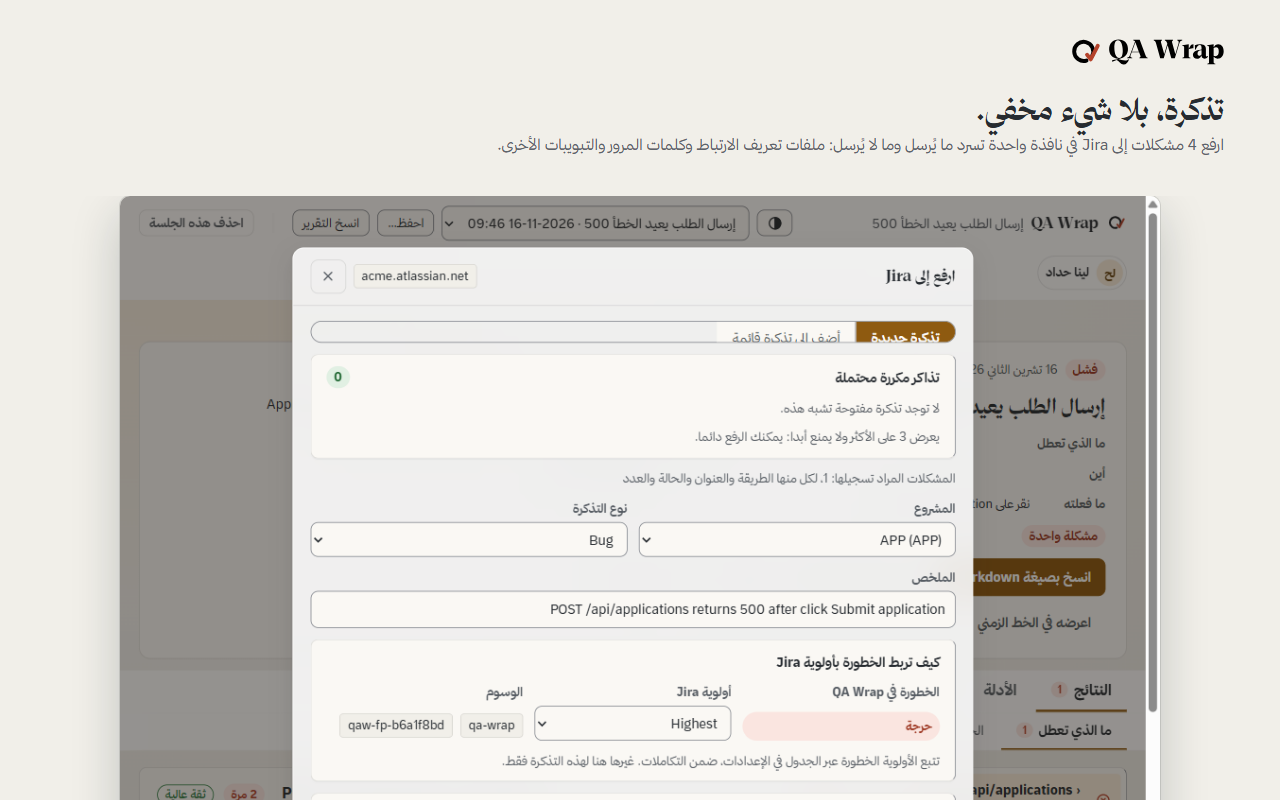 QA Wrap
تذكرة، بلا شيء مخفي.
ارفع 4 مشكلات إلى Jira في نافذة واحدة تسرد ما يُرسل وما لا يُرسل: ملفات تعريف الارتباط وكلمات المرور والتبويبات الأخرى.
QA Wrap إرسال الطلب يعيد الخطأ 500
إرسال الطلب يعيد الخطأ 500 · 2026-11-16 09:46
احفظ...
انسخ التقرير
احذف هذه الجلسة
لح لينا حداد
ارفع إلى Jira
acme.atlassian.net
تذكرة جديدة
أضف إلى تذكرة قائمة
تذاكر مكررة محتملة
0
لا توجد تذكرة مفتوحة تشبه هذه.
يعرض 3 على الأكثر ولا يمنع أبدا: يمكنك الرفع دائما.
المشكلات المراد تسجيلها: 1. لكل منها الطريقة والعنوان والحالة والعدد
المشروع
نوع التذكرة
APP (APP)
Bug
الملخص
POST /api/applications returns 500 after click Submit application
كيف تربط الخطورة بأولوية Jira
الخطورة في QA Wrap
أولوية Jira
الوسوم
حرجة
Highest
qa-wrap
qaw-fp-b6a1f8bd
تتبع الأولوية الخطورة عبر الجدول في الإعدادات، ضمن التكاملات. غيرها هنا لهذه التذكرة فقط.
فشل
16 تشرين الثاني
إرسال الطلب يعيد
ما الذي تعطل
أين
ما فعلته
نقر على
مشكلة واحدة
انسخ بصيغة
اعرضه في الخط الزمني
App
النتائج 1
الأدلة
ما الذي تعطل 1
api/applications ›
2 مرة
ثقة عالية